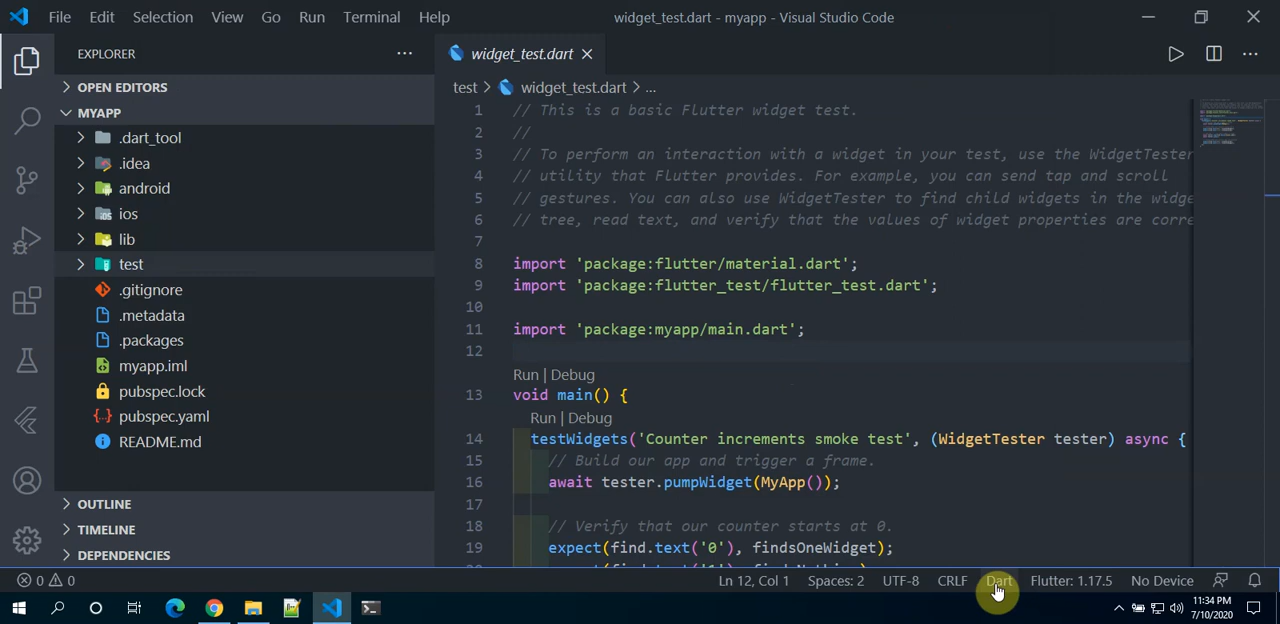 File Edit Selection View Go Run Terminal Help
widget_test.dart - myapp - Visual Studio Code
EXPLORER
OPEN EDITORS
MYAPP
.dart_tool
.idea
android
ios
lib
test
.gitignore
.metadata
.packages
myapp.iml
pubspec.lock
pubspec.yaml
README.md
OUTLINE
TIMELINE
DEPENDENCIES
widget_test.dart
test > widget_test.dart > ...
1 // This is a basic Flutter widget test.
2 //
3 // To perform an interaction with a widget in your test, use the WidgetTester
4 // utility that Flutter provides. For example, you can send tap and scroll
5 // gestures. You can also use WidgetTester to find child widgets in the widge
6 // tree, read text, and verify that the values of widget properties are corre
7
8 import 'package:flutter/material.dart';
9 import 'package:flutter_test/flutter_test.dart';
10
11 import 'package:myapp/main.dart';
12
Run | Debug
13 void main() {
Run | Debug
14 testWidgets('Counter increments smoke test', (WidgetTester tester) async {
15 // Build our app and trigger a frame.
16 await tester.pumpWidget(MyApp());
17
18 // Verify that our counter starts at 0.
19 expect(find.text('0'), findsOneWidget);
0 0
Ln 12, Col 1 Spaces: 2 UTF-8 CRLF Dart Flutter: 1.17.5 No Device
11:34 PM
7/10/2020